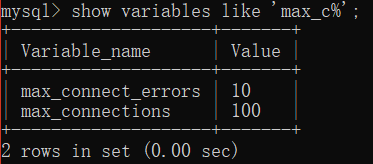 mysql> show variables like 'max_c%';
+--------------------+-------+
| Variable_name      | Value |
+--------------------+-------+
| max_connect_errors | 10    |
| max_connections    | 100   |
+--------------------+-------+
2 rows in set (0.00 sec)